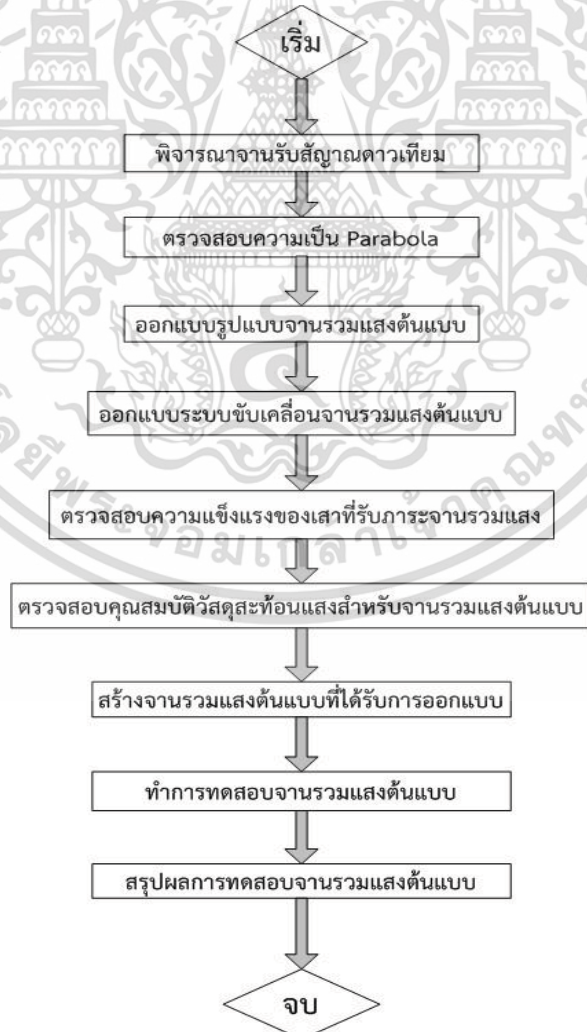 เริ่ม
พิจารณาจานรับสัญาณดาวเทียม
ตรวจสอบความเป็น Parabola
ออกแบบรูปแบบจานรวมแสงต้นแบบ
ออกแบบระบบขับเคลื่อนจานรวมแสงต้นแบบ
ตรวจสอบความแข็งแรงของเสาที่รับภาระจานรวมแสง
ตรวจสอบคุณสมบัติวัสดุสะท้อนแสงสำหรับจานรวมแสงต้นแบบ
สร้างจานรวมแสงต้นแบบที่ได้รับการออกแบบ
ทำการทดสอบจานรวมแสงต้นแบบ
สรุปผลการทดสอบจานรวมแสงต้นแบบ
จบ